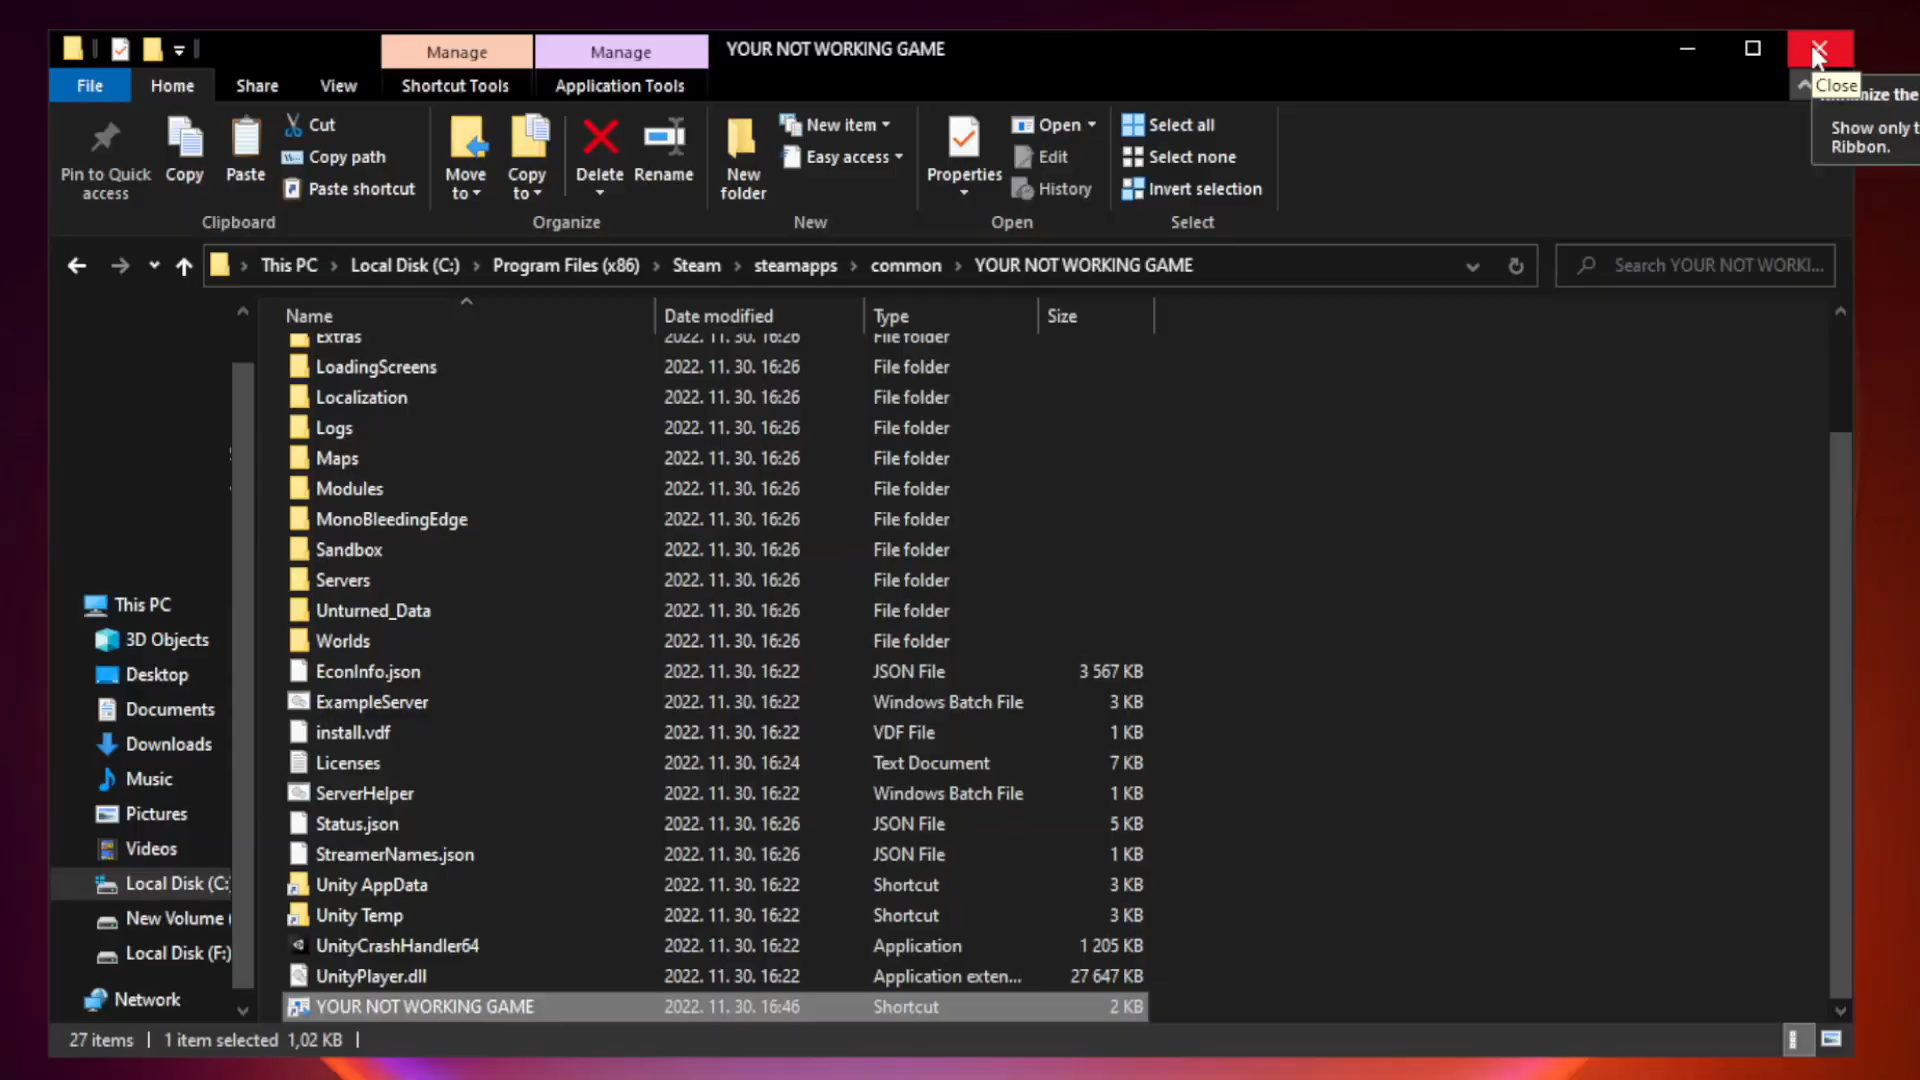 Manage
Manage
YOUR NOT WORKING GAME
Close
File
Home
Share
View
Shortcut Tools
Application Tools
nize the
Show only t
Ribbon.
Pin to Quick
access
Copy
Paste
Cut
Copy path
Paste shortcut
Clipboard
Move
to
Copy
to
Delete
Rename
Organize
New
folder
New item
Easy access
New
Properties
Open
Edit
History
Open
Select all
Select none
Invert selection
Select
This PC
Local Disk (C:)
Program Files (x86)
Steam
steamapps
common
YOUR NOT WORKING GAME
Search YOUR NOT WORKI...
Name Date modified Type Size
Extras 2022. 11. 30. 16:26 File folder
LoadingScreens 2022. 11. 30. 16:26 File folder
Localization 2022. 11. 30. 16:26 File folder
Logs 2022. 11. 30. 16:26 File folder
Maps 2022. 11. 30. 16:26 File folder
Modules 2022. 11. 30. 16:26 File folder
MonoBleedingEdge 2022. 11. 30. 16:26 File folder
Sandbox 2022. 11. 30. 16:26 File folder
Servers 2022. 11. 30. 16:26 File folder
Unturned_Data 2022. 11. 30. 16:26 File folder
Worlds 2022. 11. 30. 16:26 File folder
EconInfo.json 2022. 11. 30. 16:22 JSON File 3 567 KB
ExampleServer 2022. 11. 30. 16:22 Windows Batch File 3 KB
install.vdf 2022. 11. 30. 16:22 VDF File 1 KB
Licenses 2022. 11. 30. 16:24 Text Document 7 KB
ServerHelper 2022. 11. 30. 16:22 Windows Batch File 1 KB
Status.json 2022. 11. 30. 16:26 JSON File 5 KB
StreamerNames.json 2022. 11. 30. 16:26 JSON File 1 KB
Unity AppData 2022. 11. 30. 16:22 Shortcut 3 KB
Unity Temp 2022. 11. 30. 16:22 Shortcut 3 KB
UnityCrashHandler64 2022. 11. 30. 16:22 Application 1 205 KB
UnityPlayer.dll 2022. 11. 30. 16:22 Application exten... 27 647 KB
YOUR NOT WORKING GAME 2022. 11. 30. 16:46 Shortcut 2 KB
This PC
3D Objects
Desktop
Documents
Downloads
Music
Pictures
Videos
Local Disk (C:
New Volume (
Local Disk (F:)
Network
27 items
1 item selected 1,02 KB